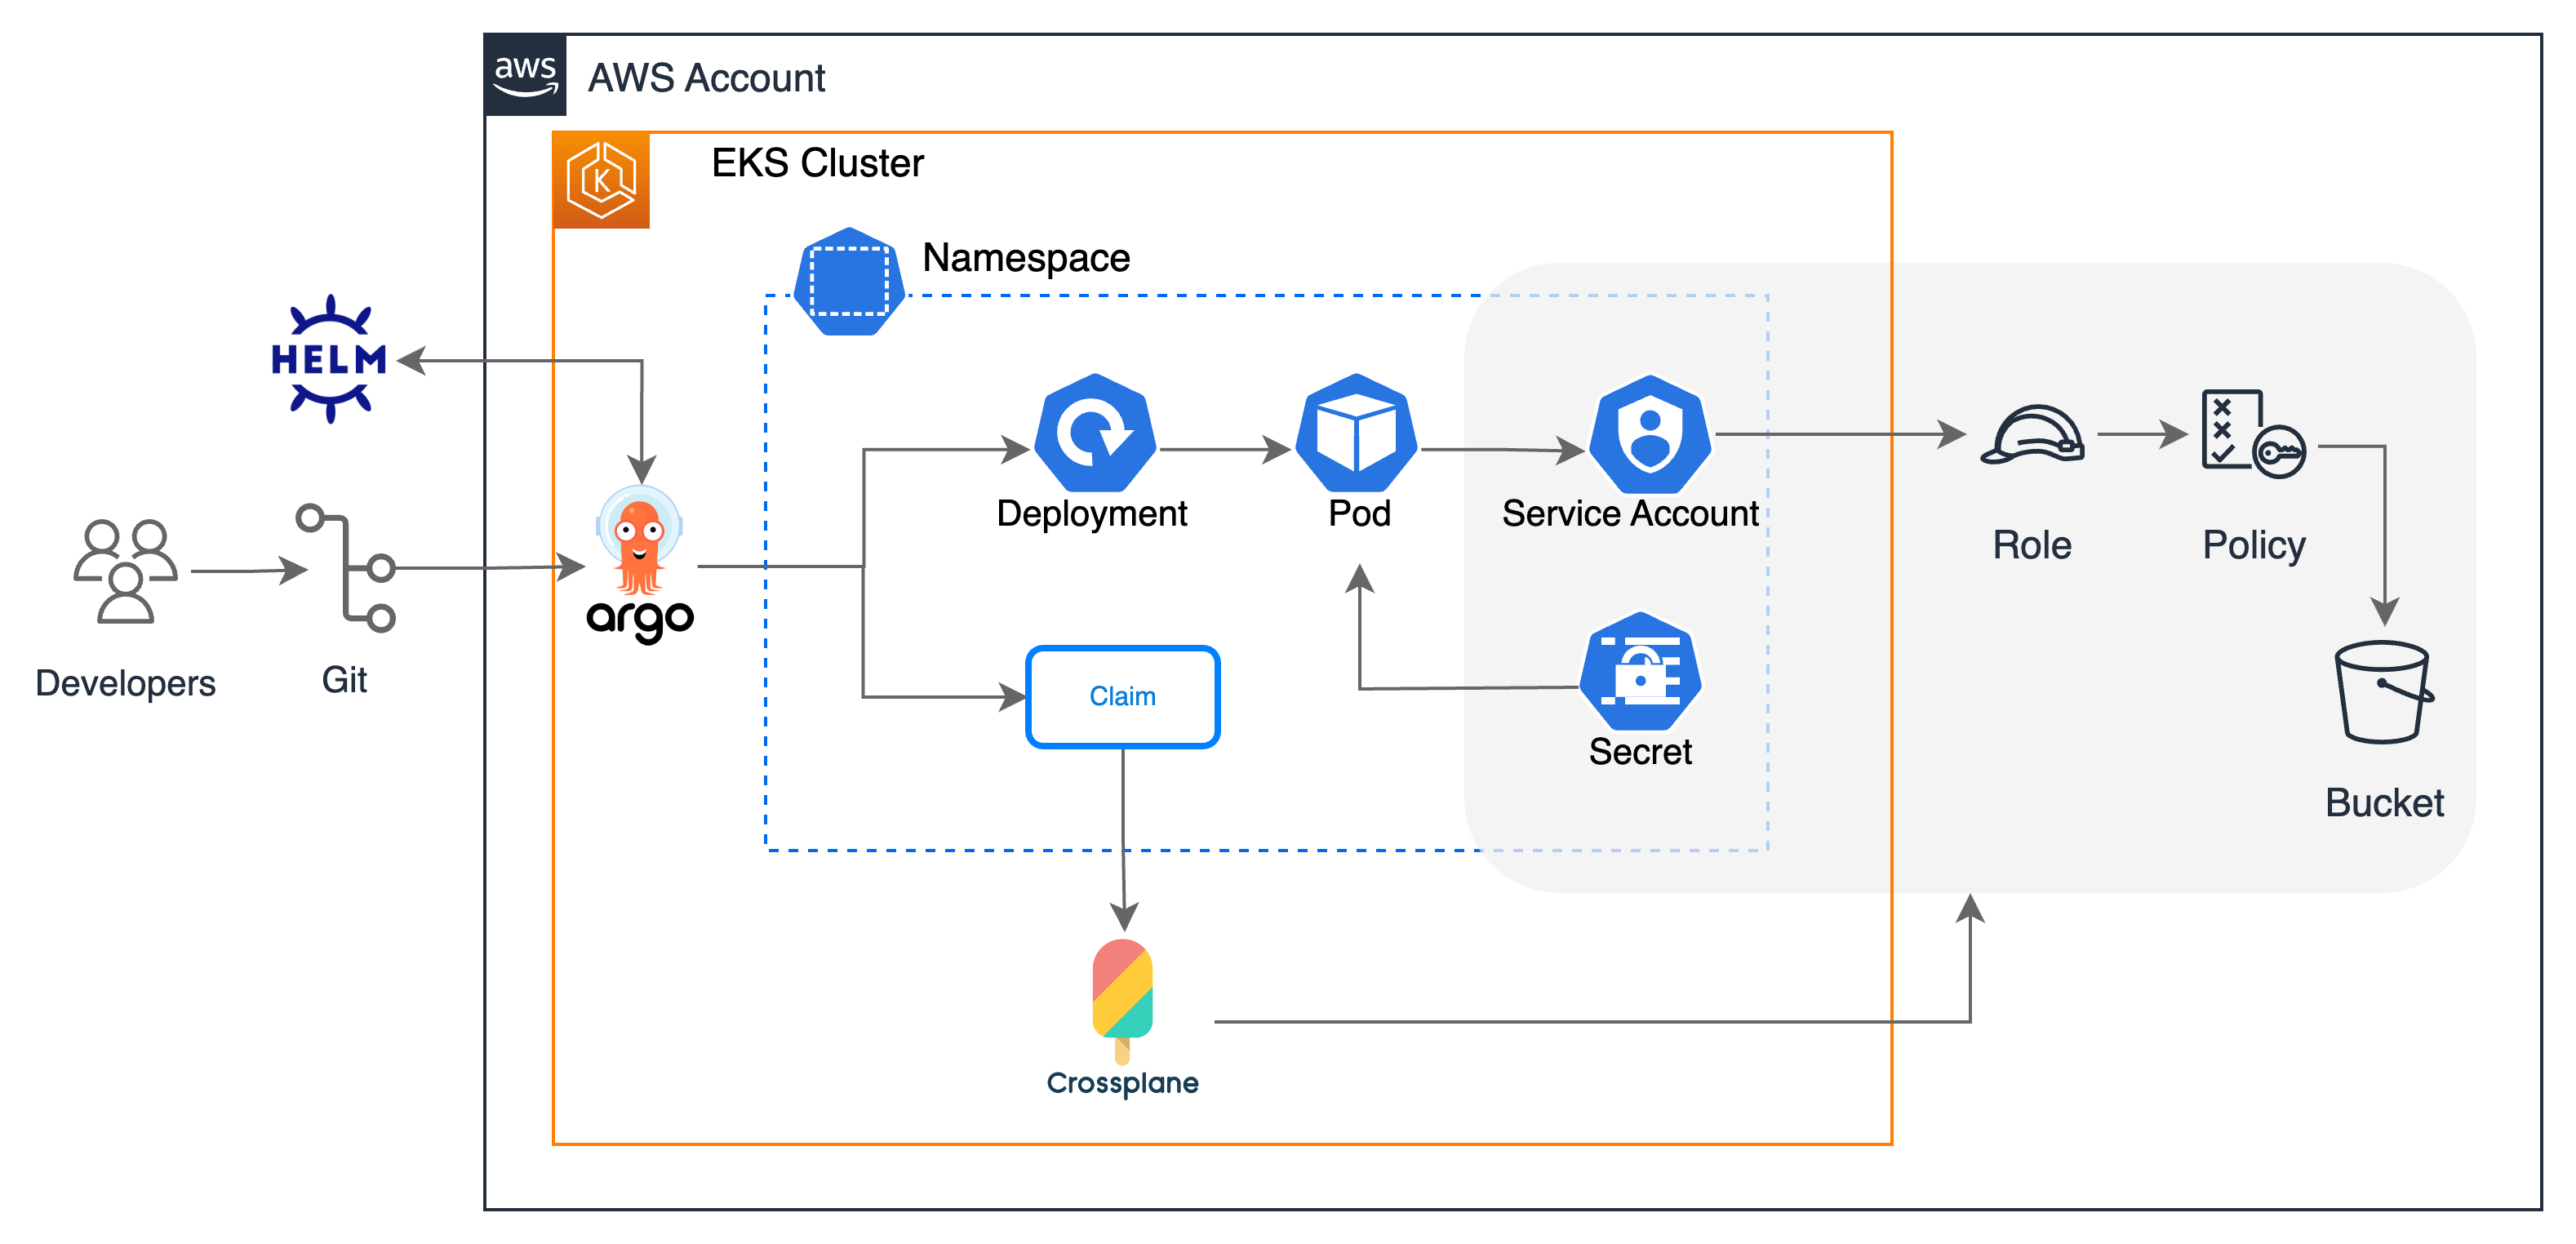 aws
AWS Account
K
EKS Cluster
Namespace
HELM
Deployment
Pod
Service Account
Role
Policy
argo
Developers
Git
Claim
Secret
Bucket
Crossplane